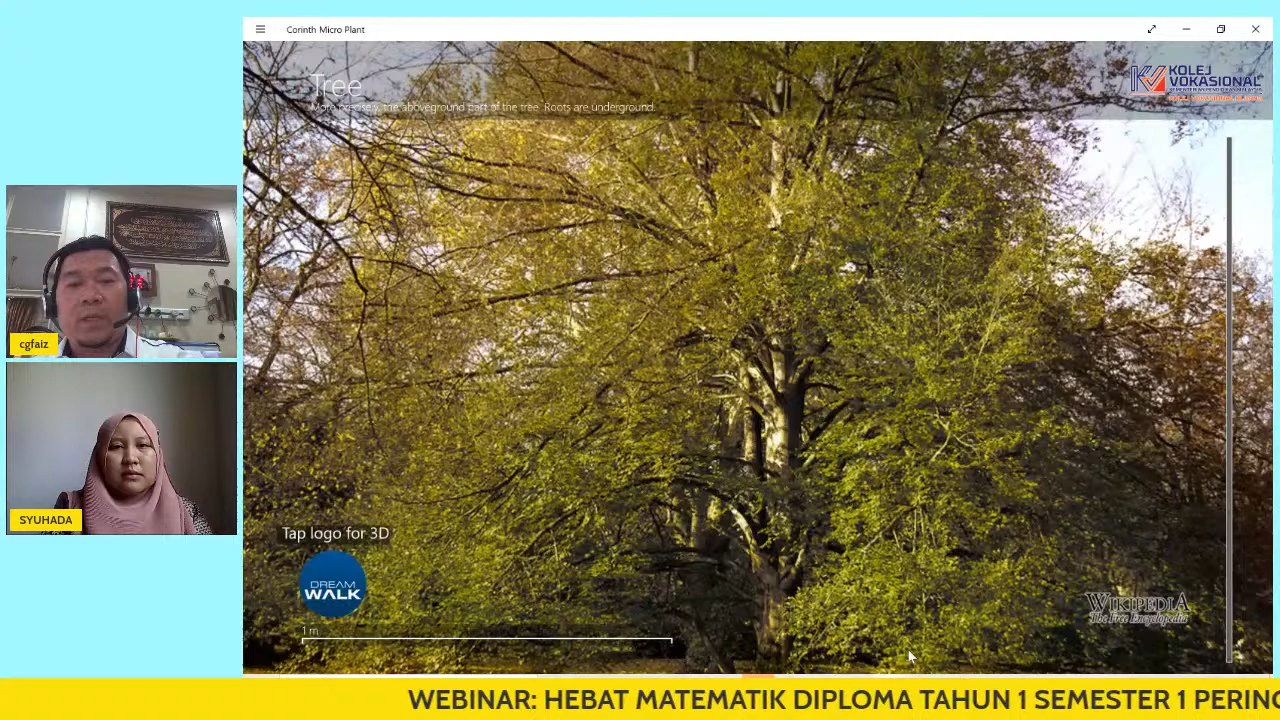 Corinth Micro Plant
Tree
More precisely, the aboveground part of the tree. Roots are underground.
KOLEJ
VOKASIONAL
cgfaiz
SYUHADA
Tap logo for 3D
DREAM
WALK
1 m
WIKIPEDIA
The Free Encyclopedia
WEBINAR: HEBAT MATEMATIK DIPLOMA TAHUN 1 SEMESTER 1 PERING